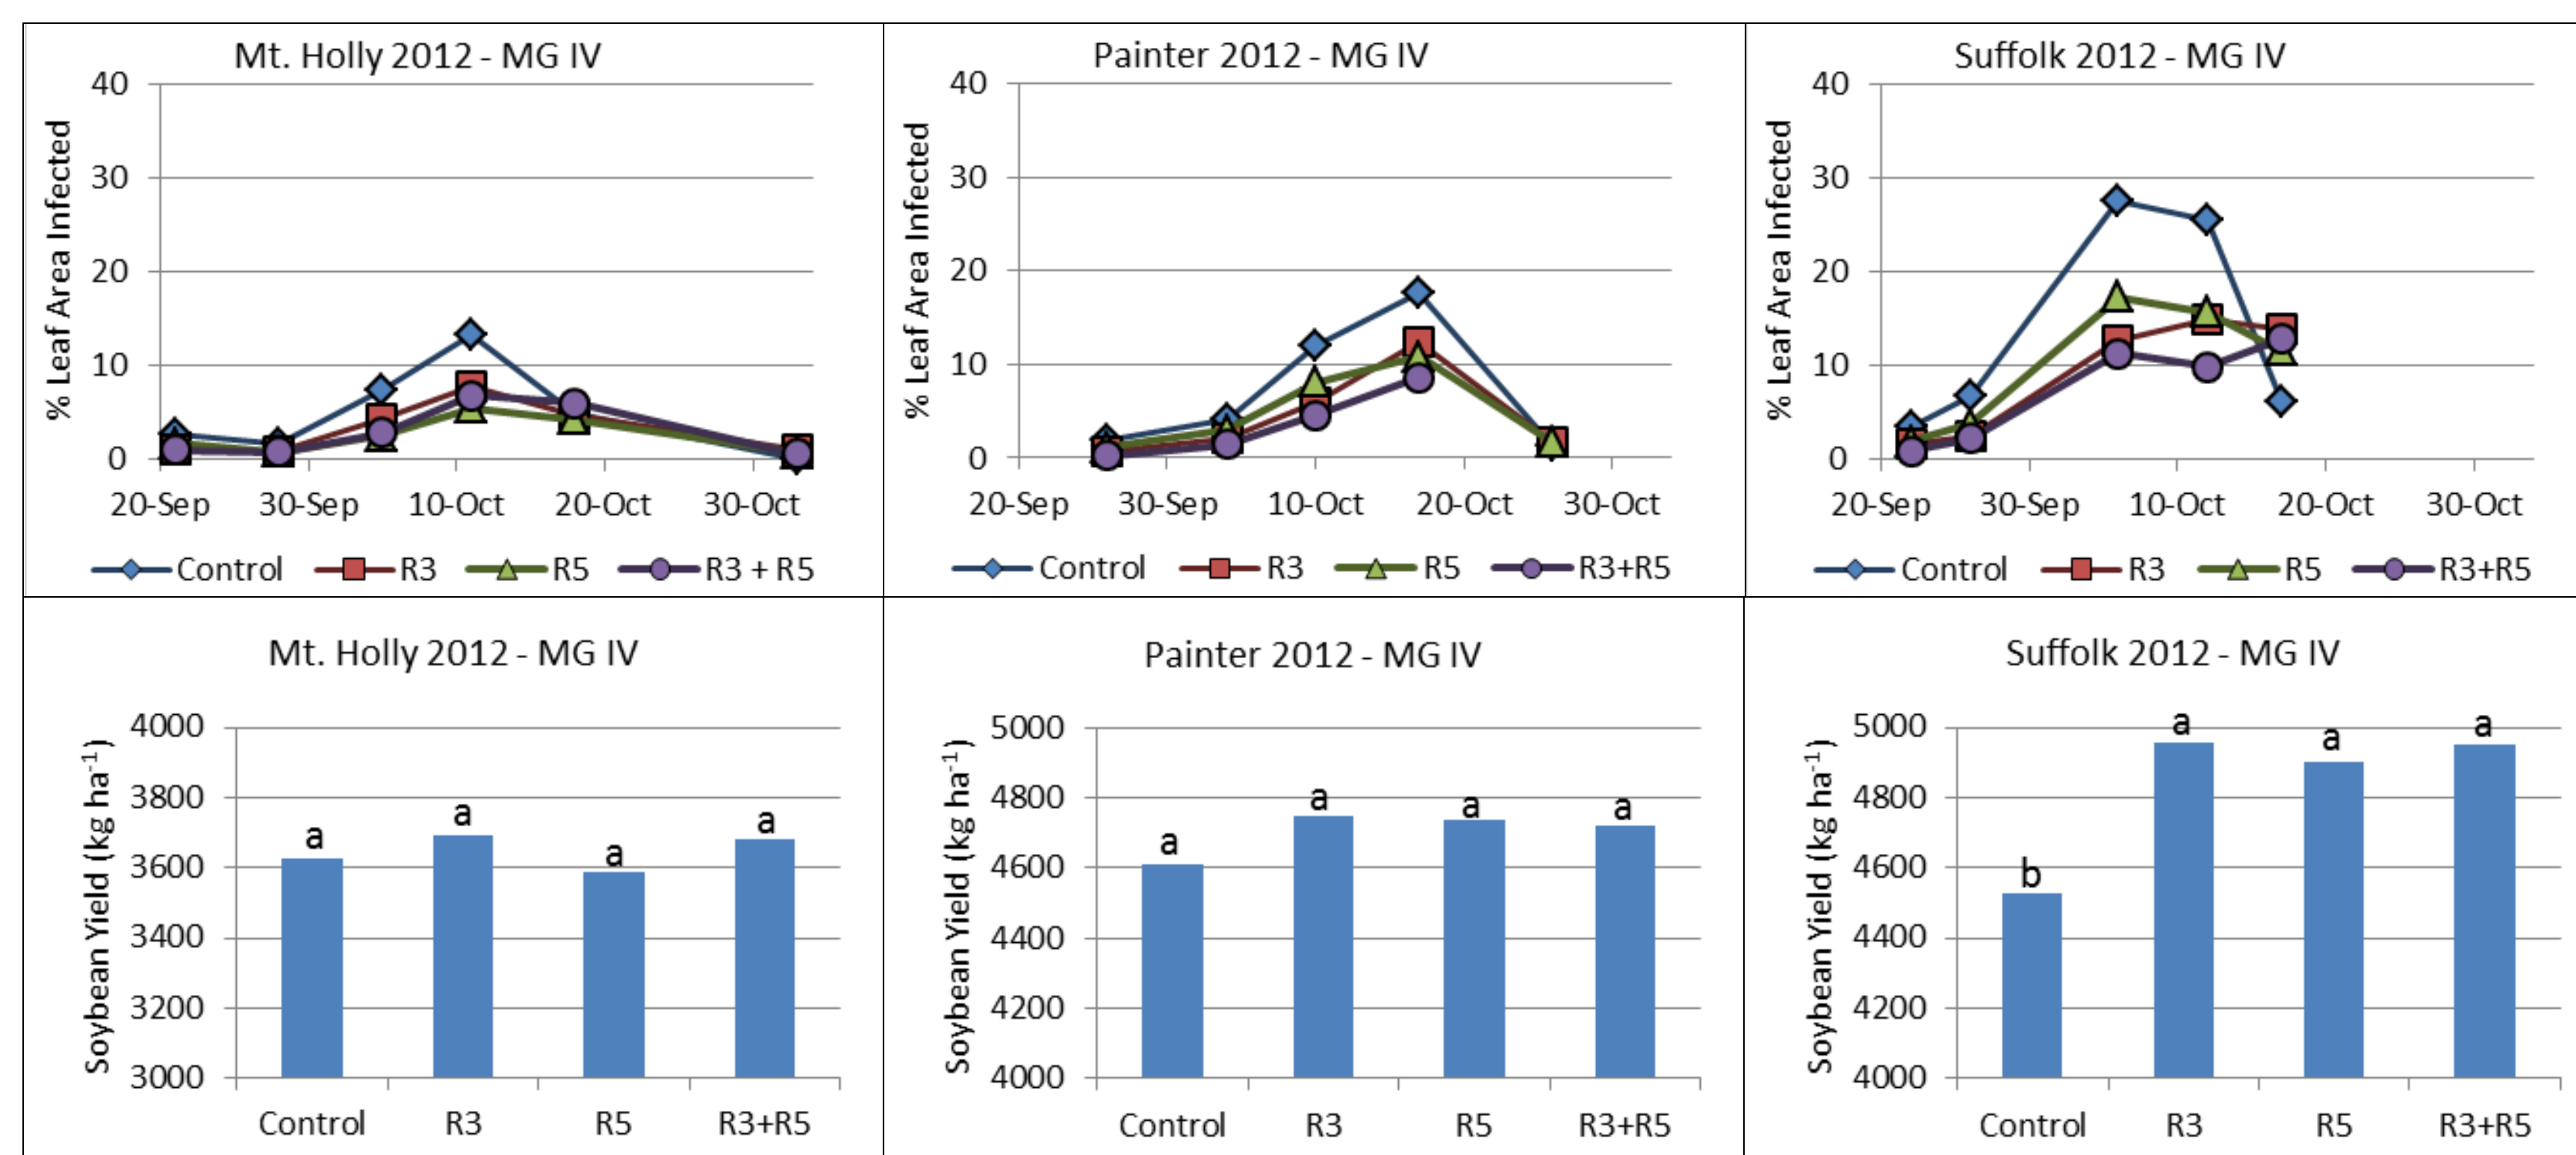 Mt. Holly 2012 - MG IV
% Leaf Area Infected
40
30
20
10
0
20-Sep 30-Sep 10-Oct 20-Oct 30-Oct
Control R3 R5 R3 + R5
Painter 2012 - MG IV
% Leaf Area Infected
40
30
20
10
0
20-Sep 30-Sep 10-Oct 20-Oct 30-Oct
Control R3 R5 R3+R5
Suffolk 2012 - MG IV
% Leaf Area Infected
40
30
20
10
0
20-Sep 30-Sep 10-Oct 20-Oct 30-Oct
Control R3 R5 R3+R5
Mt. Holly 2012 - MG IV
Soybean Yield (kg ha⁻¹)
4000
3800
3600
3400
3200
3000
a a a a
Control R3 R5 R3+R5
Painter 2012 - MG IV
Soybean Yield (kg ha⁻¹)
5000
4800
4600
4400
4200
4000
a a a a
Control R3 R5 R3+R5
Suffolk 2012 - MG IV
Soybean Yield (kg ha⁻¹)
5000
4800
4600
4400
4200
4000
b a a a
Control R3 R5 R3+R5